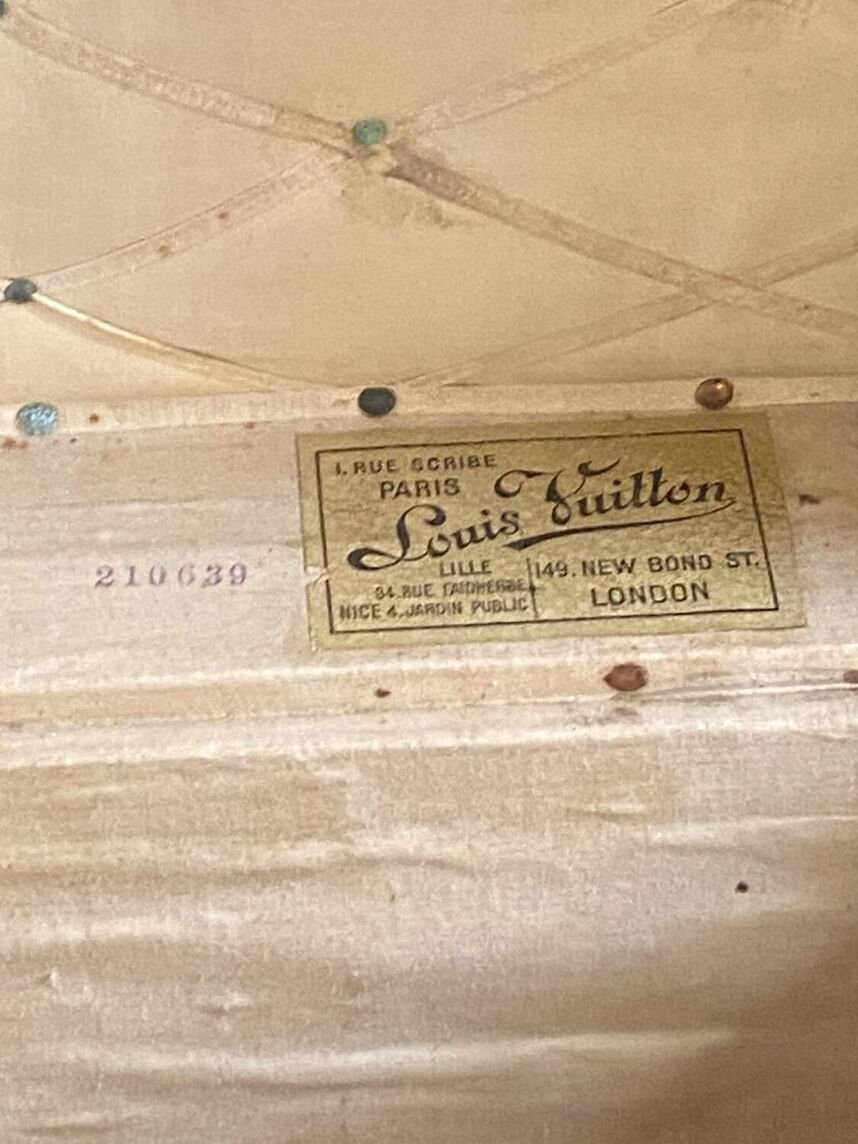 1. RUE SCRIBE
PARIS
Louis Vuitton
LILLE
34. RUE FAIDHERBE
NICE 4. JARDIN PUBLIC
149. NEW BOND ST.
LONDON
210639